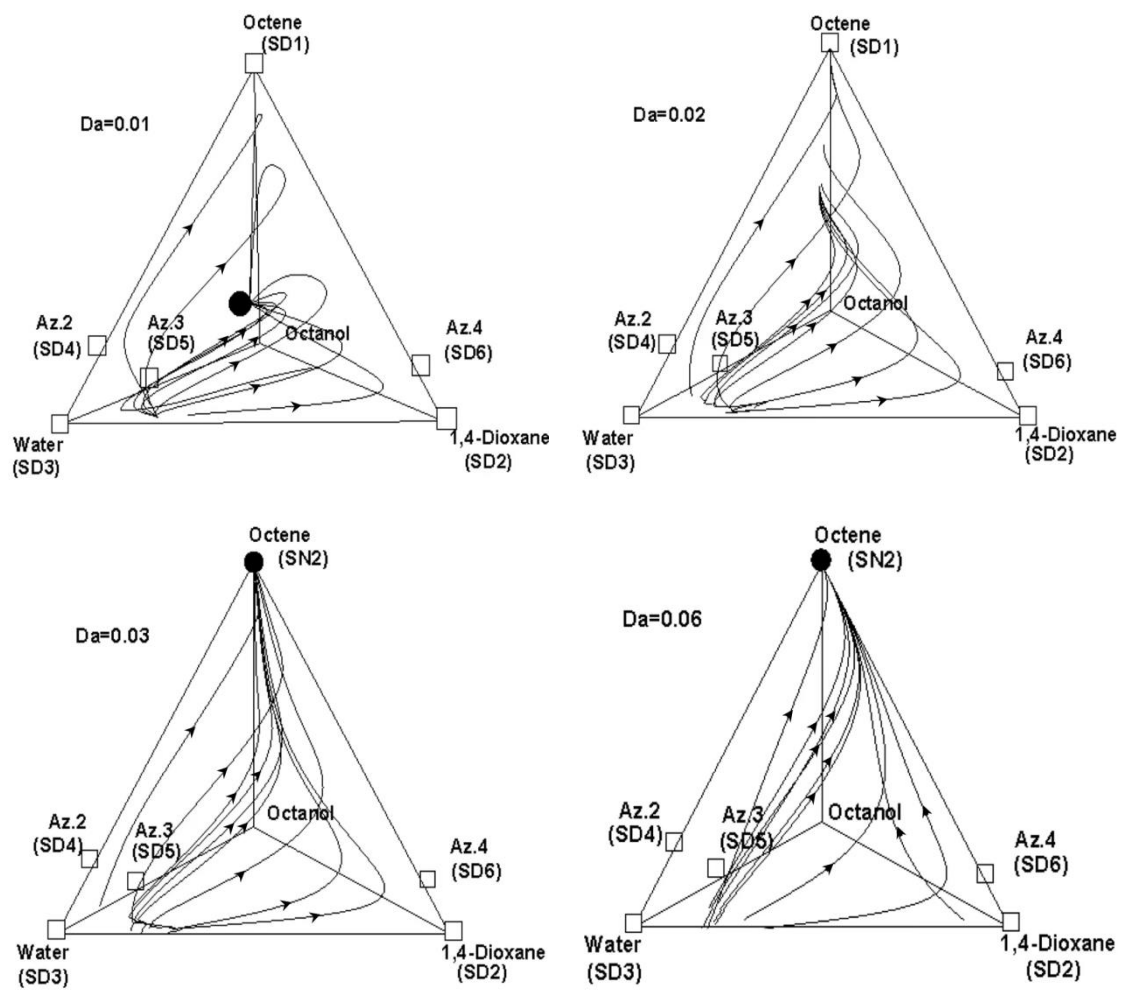 Octene
(SD1)
Da=0.01
Az.2
(SD4)
Az.3
(SD5)
Octanol
Az.4
(SD6)
Water
(SD3)
1,4-Dioxane
(SD2)
Octene
(SD1)
Da=0.02
Az.2
(SD4)
Az.3
(SD5)
Octanol
Az.4
(SD6)
Water
(SD3)
1,4-Dioxane
(SD2)
Octene
(SN2)
Da=0.03
Az.2
(SD4)
Az.3
(SD5)
Octanol
Az.4
(SD6)
Water
(SD3)
1,4-Dioxane
(SD2)
Octene
(SN2)
Da=0.06
Az.2
(SD4)
Az.3
(SD5)
Octanol
Az.4
(SD6)
Water
(SD3)
1,4-Dioxane
(SD2)